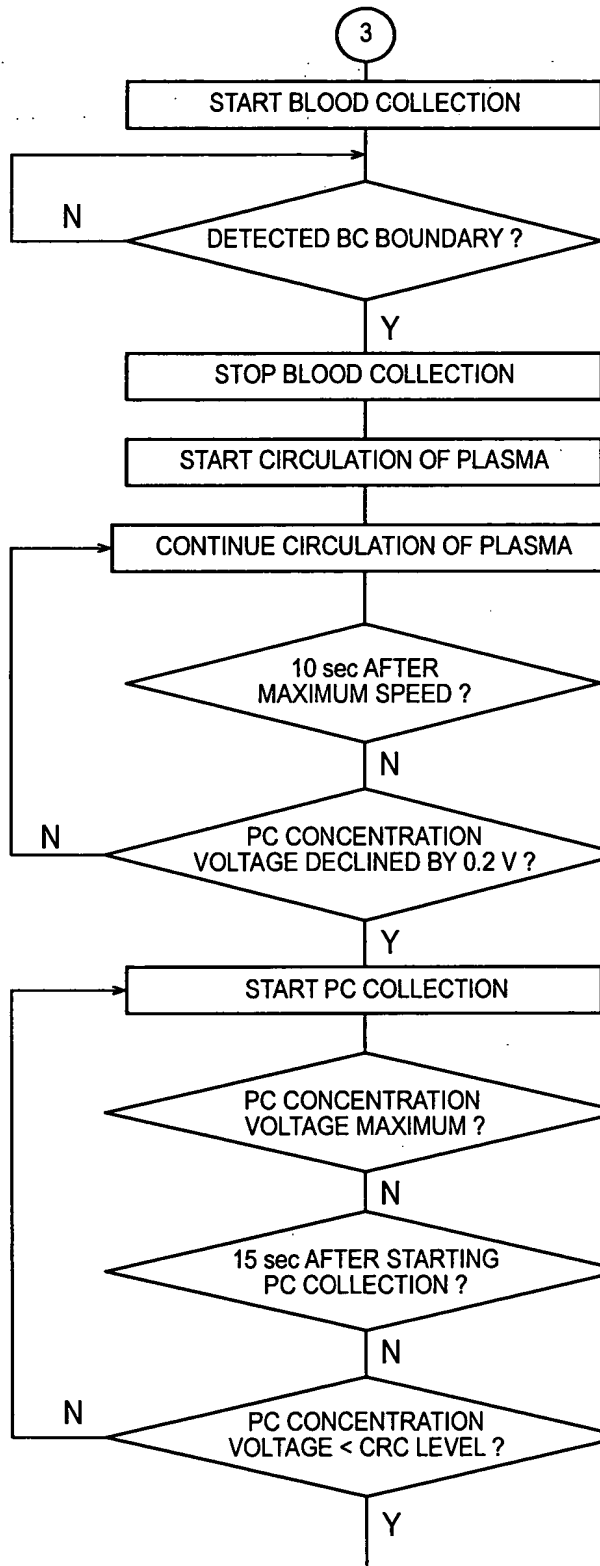 3
START BLOOD COLLECTION
N
DETECTED BC BOUNDARY ?
Y
STOP BLOOD COLLECTION
START CIRCULATION OF PLASMA
CONTINUE CIRCULATION OF PLASMA
10 sec AFTER
MAXIMUM SPEED ?
N
N
PC CONCENTRATION
VOLTAGE DECLINED BY 0.2 V ?
Y
START PC COLLECTION
PC CONCENTRATION
VOLTAGE MAXIMUM ?
N
15 sec AFTER STARTING
PC COLLECTION ?
N
N
PC CONCENTRATION
VOLTAGE < CRC LEVEL ?
Y